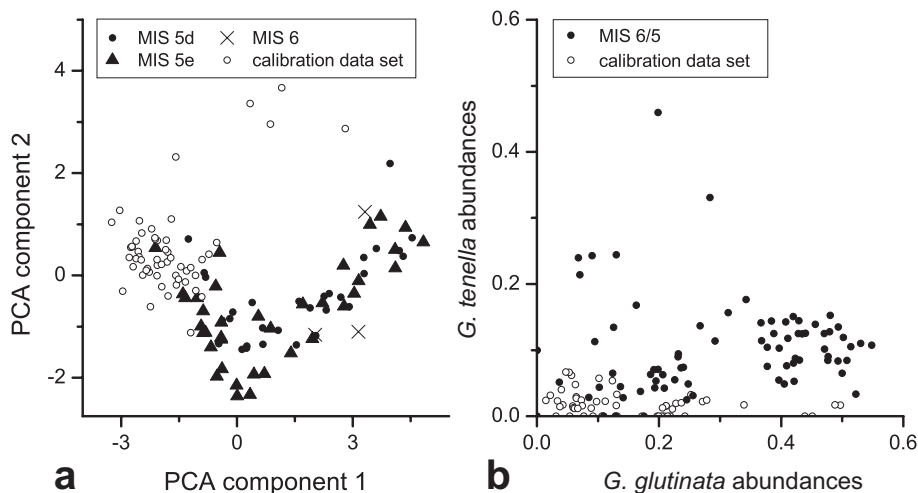 MIS 5d
MIS 6
MIS 5e
calibration data set
4
2
0
-2
PCA component 2
-3
0
3
PCA component 1
a
MIS 6/5
calibration data set
0.6
0.4
0.2
0.0
G. tenella abundances
0.0
0.2
0.4
0.6
G. glutinata abundances
b